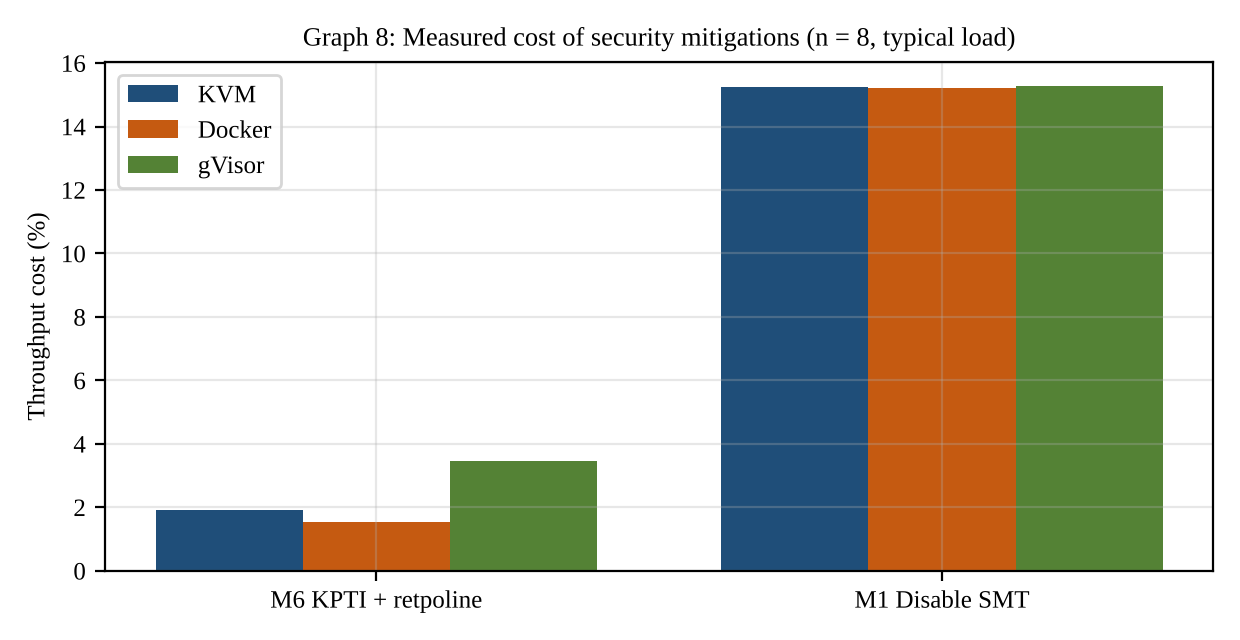 Graph 8: Measured cost of security mitigations (n = 8, typical load)
16
14
12
10
8
6
4
2
0
Throughput cost (%)
KVM
Docker
gVisor
M6 KPTI + retpoline
M1 Disable SMT